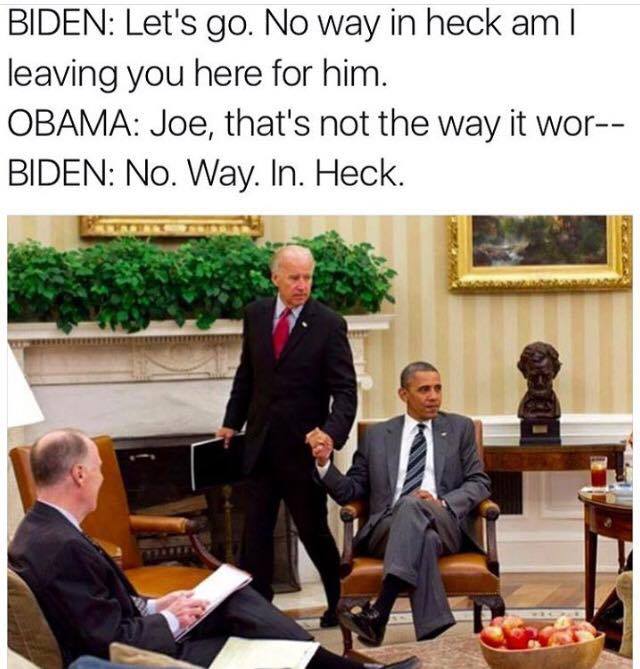 BIDEN: Let's go. No way in heck am I
leaving you here for him.
OBAMA: Joe, that's not the way it wor--
BIDEN: No. Way. In. Heck.